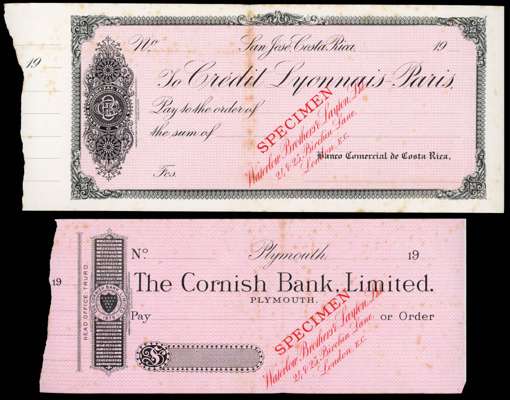 19
No
San José, Costa Rica,
19
To Crédit Lyonnais Paris,
Pay to the order of
the sum of
SPECIMEN
Waterlow Brothers & Layton, Ltd.
24 & 25, Birchin Lane,
London, E.C.
Banco Comercial de Costa Rica,
Fcs.
19
HEAD OFFICE: TRURO.
No
Plymouth
19
The Cornish Bank, Limited.
PLYMOUTH.
Pay
or Order
SPECIMEN
Waterlow Brothers & Layton, Ltd.
24 & 25, Birchin Lane,
London, E.C.
£